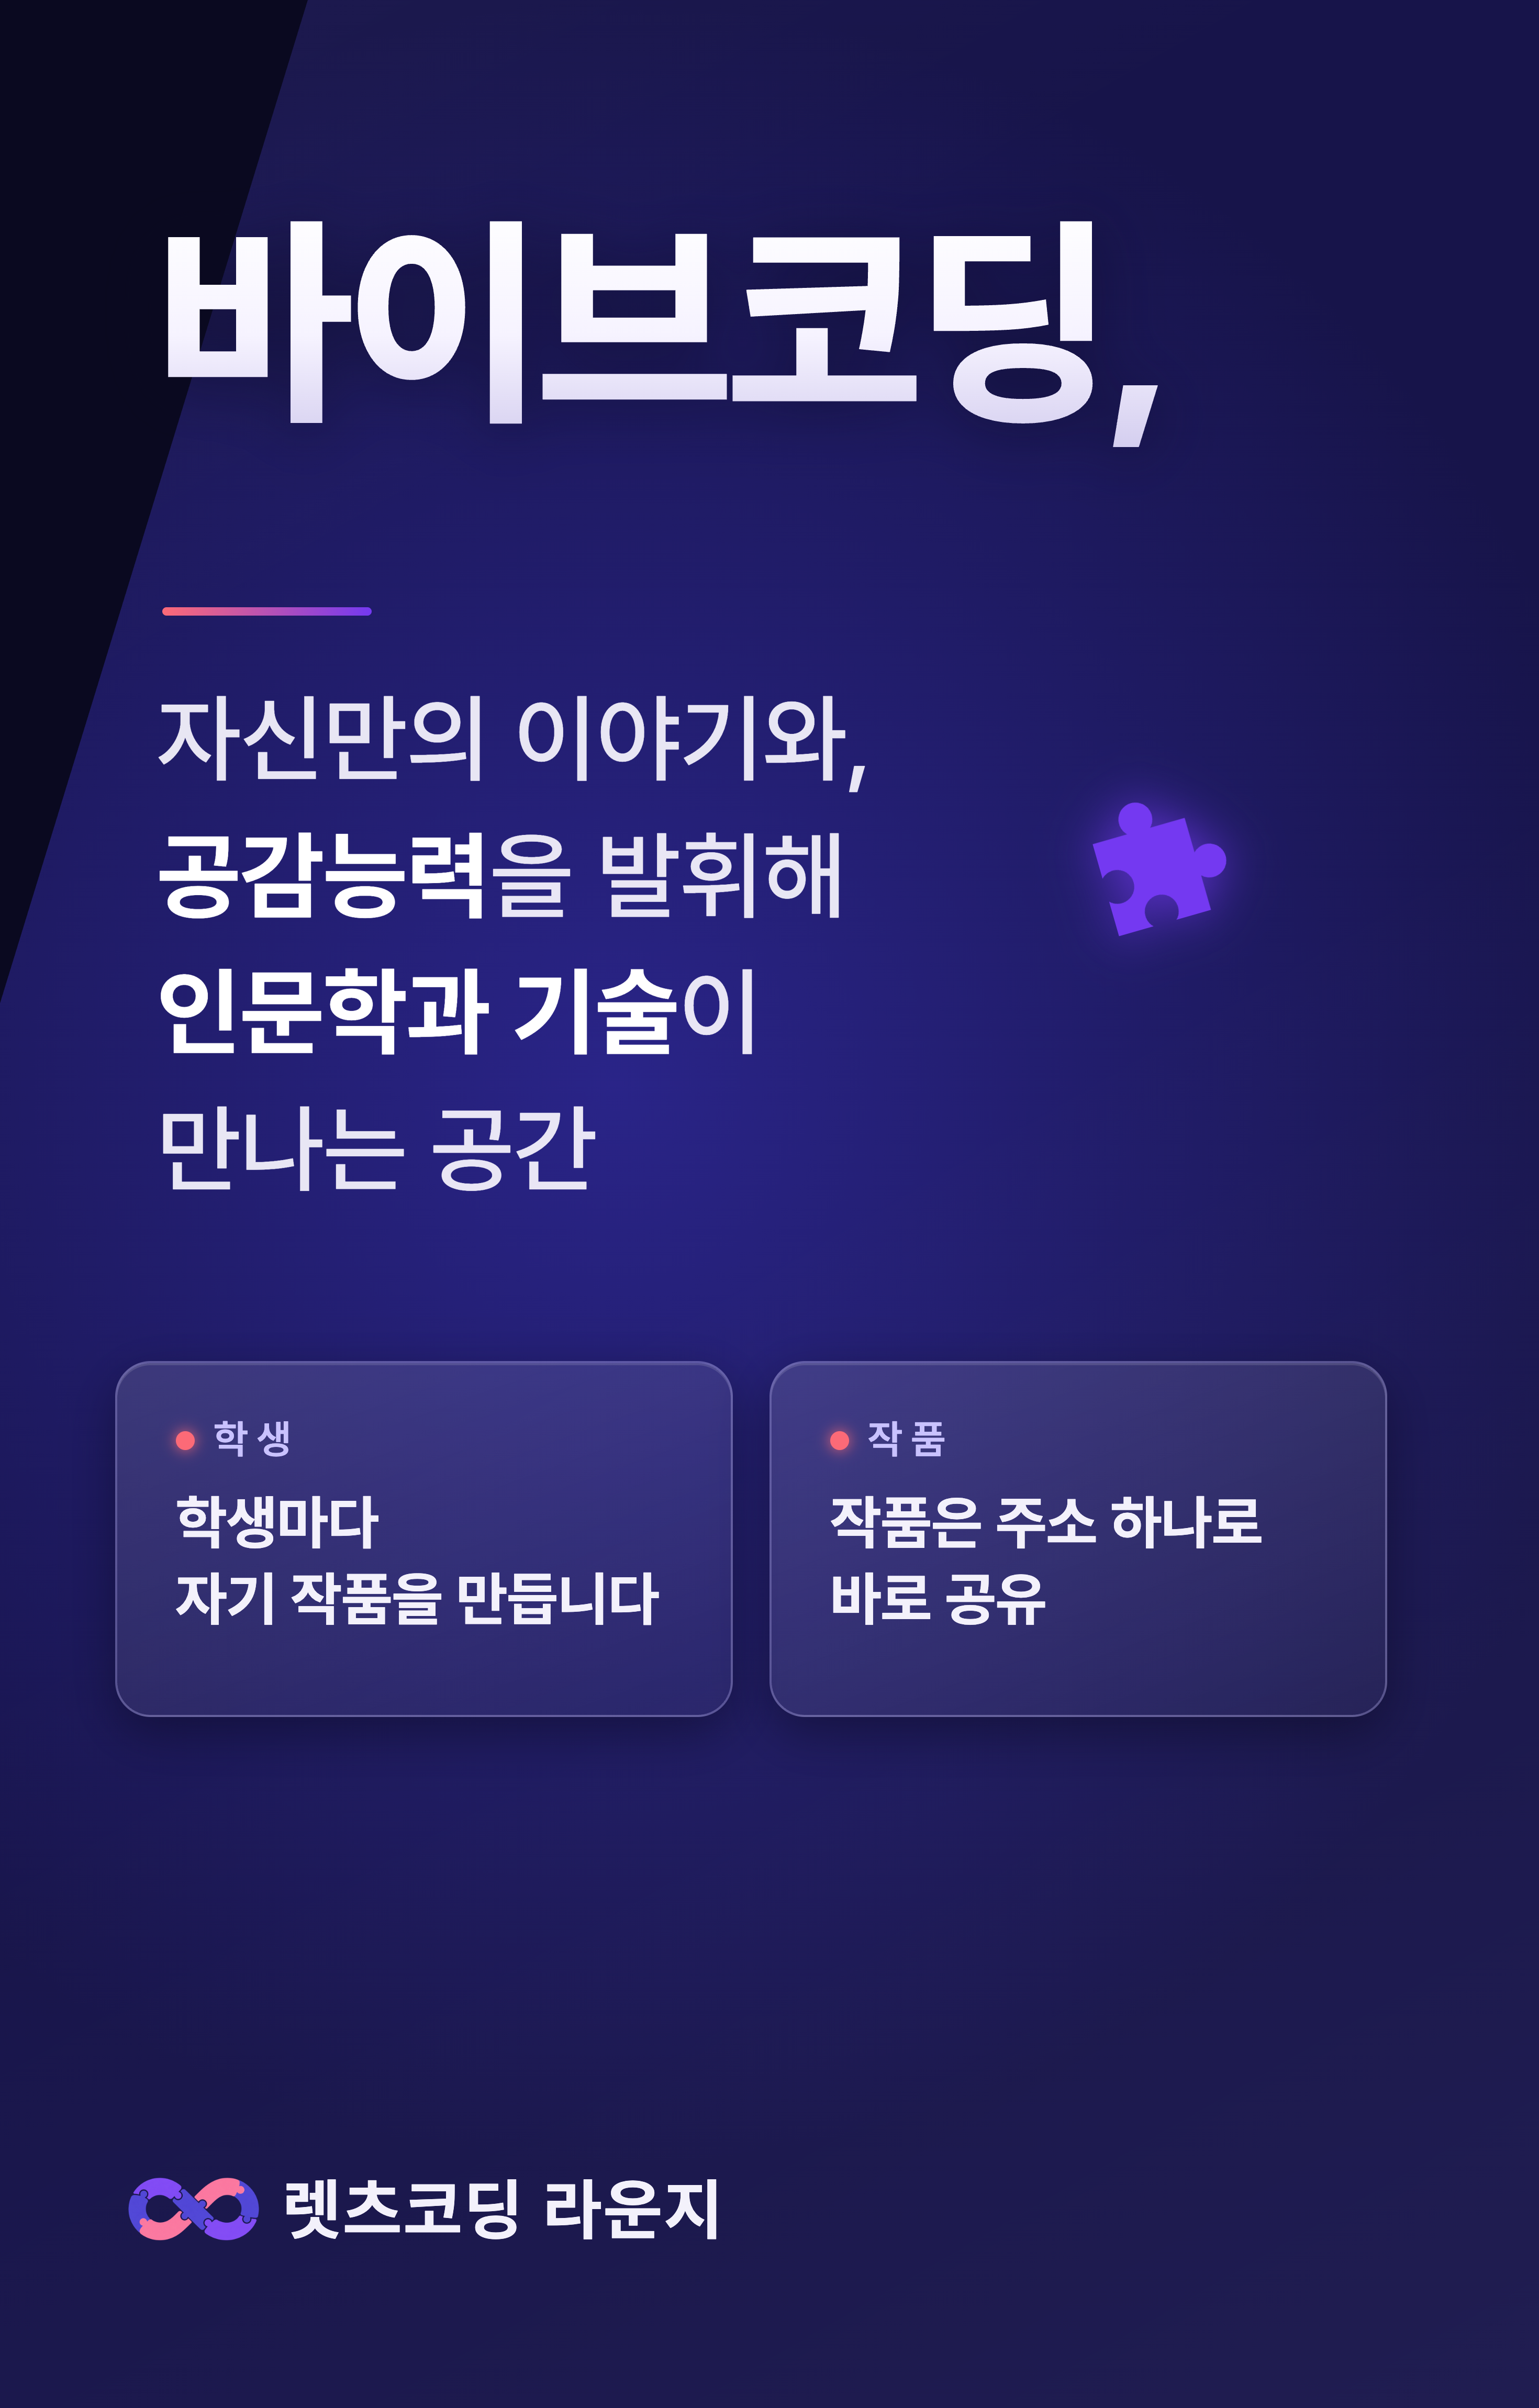 바이브코딩,
자신만의 이야기와,
공감능력을 발휘해
인문학과 기술이
만나는 공간
학생
학생마다
자기 작품을 만듭니다
작품
작품은 주소 하나로
바로 공유
렛츠코딩 라운지